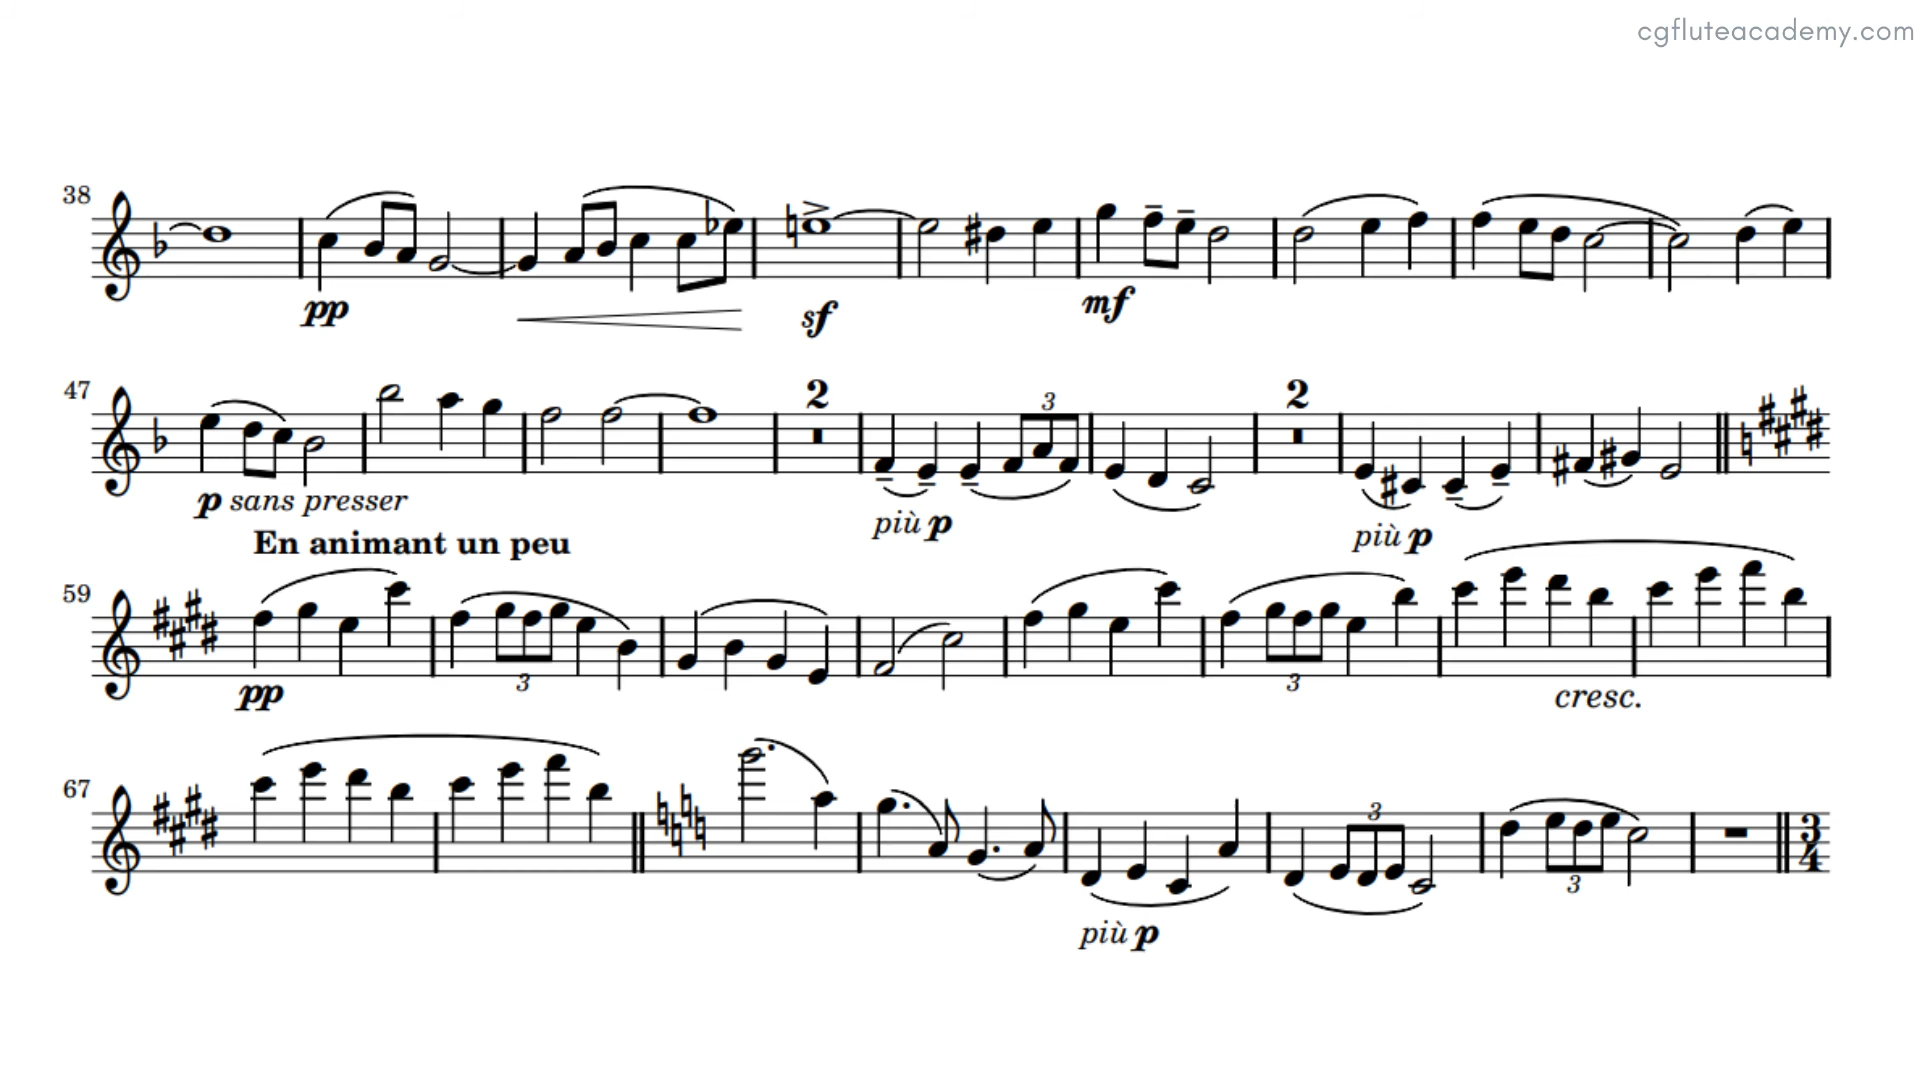 cgfluteacademy.com
38
pp
sf
mf
47
2
3
2
p sans presser
più p
più p
En animant un peu
59
pp
3
3
cresc.
67
3
3
3
4
più p